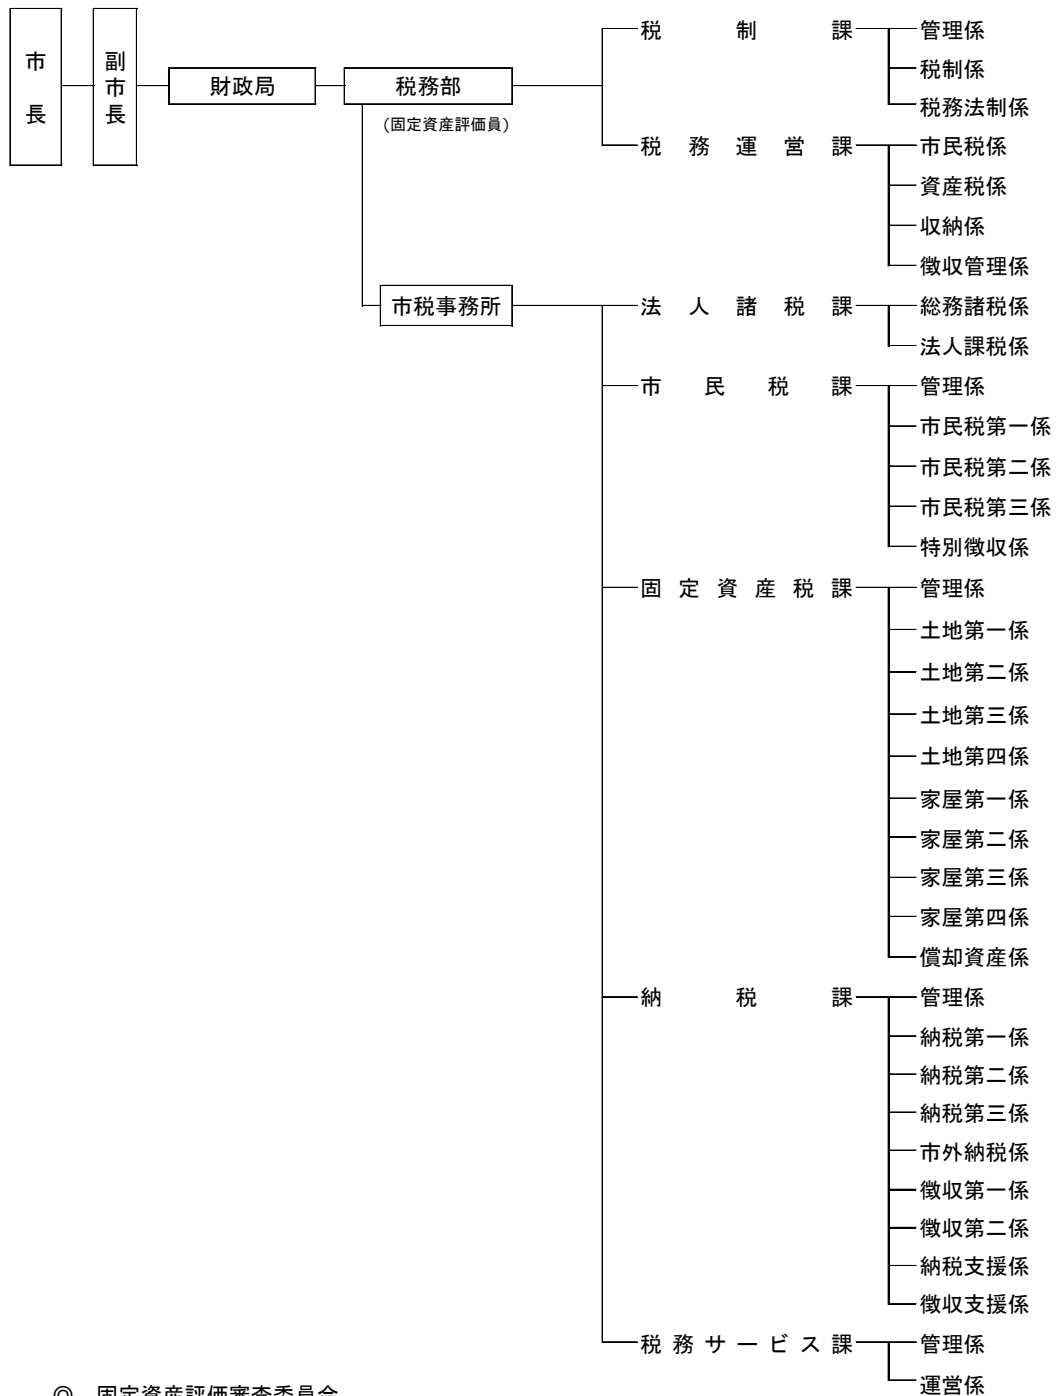 市長
副市長
財政局
税務部
(固定資産評価員)
税制課
管理係
税制係
税務法制係
税務運営課
市民税係
資産税係
収納係
徴収管理係
市税事務所
法人諸税課
総務諸税係
法人課税係
市民税課
管理係
市民税第一係
市民税第二係
市民税第三係
特別徴収係
固定資産税課
管理係
土地第一係
土地第二係
土地第三係
土地第四係
家屋第一係
家屋第二係
家屋第三係
家屋第四係
償却資産係
納税課
管理係
納税第一係
納税第二係
納税第三係
市外納税係
徴収第一係
徴収第二係
納税支援係
徴収支援係
税務サービス課
管理係
運営係
◎ 固定資産評価審査委員会